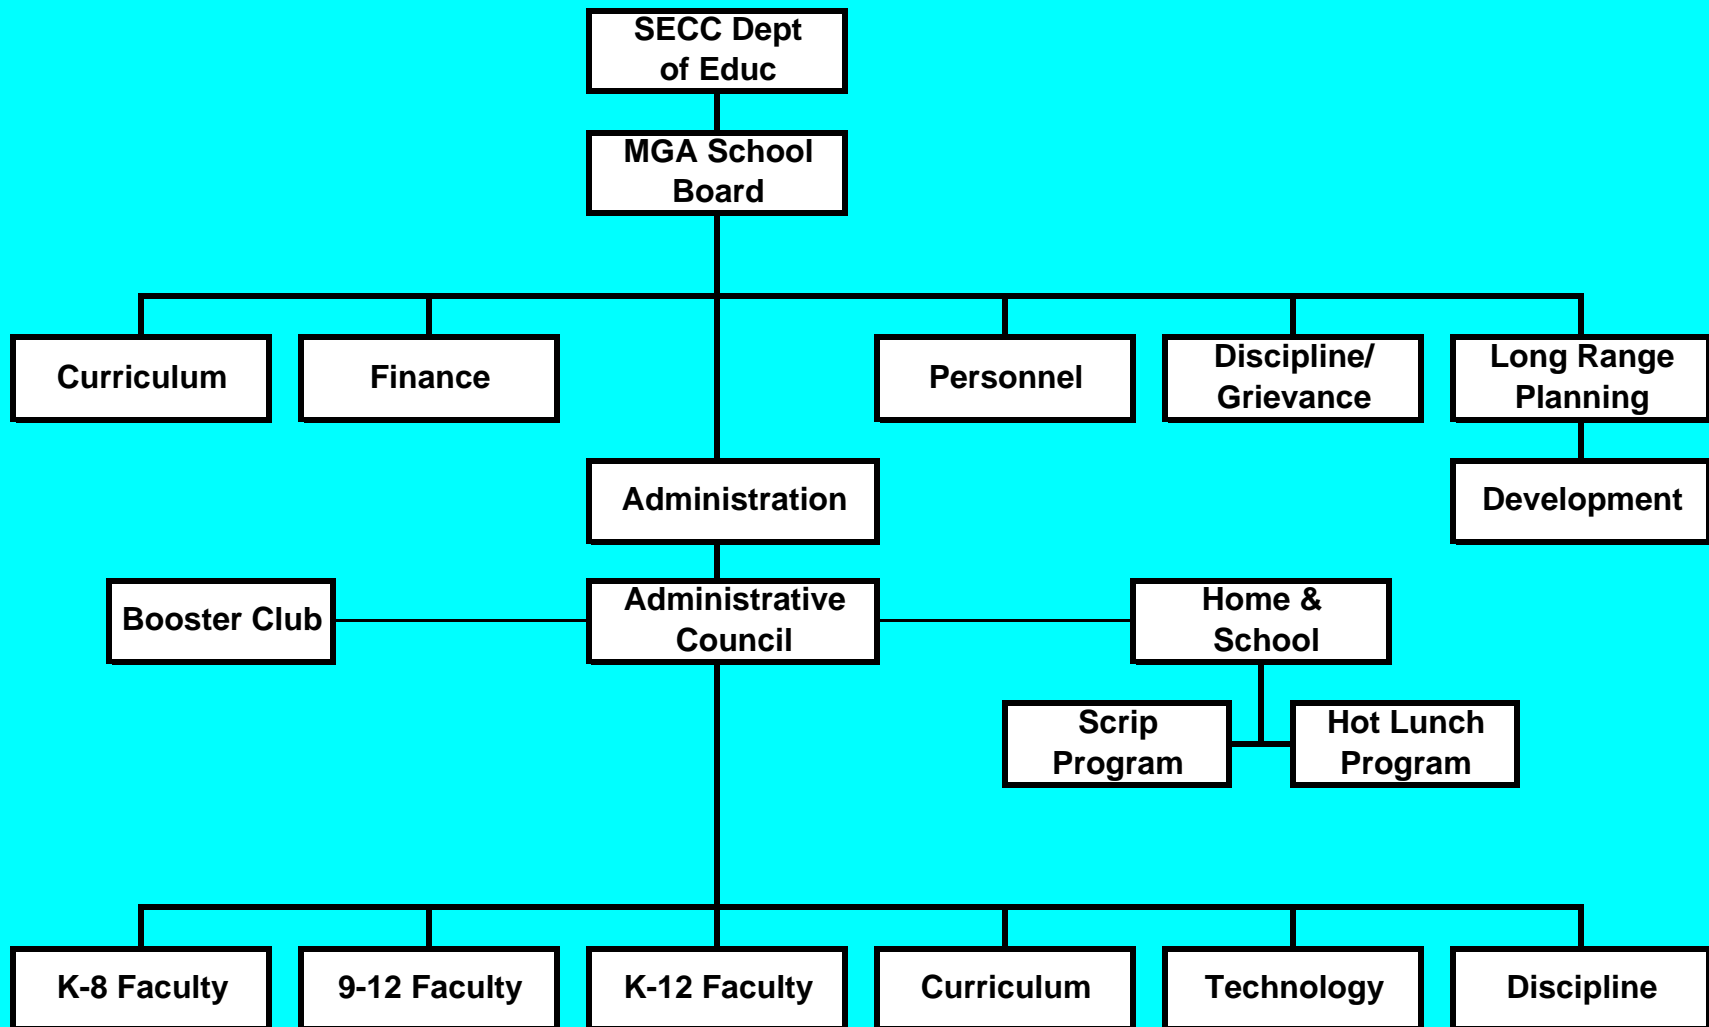 SECC Dept
of Educ
MGA School
Board
Curriculum
Finance
Personnel
Discipline/
Grievance
Long Range
Planning
Administration
Development
Booster Club
Administrative
Council
Home &
School
Scrip
Program
Hot Lunch
Program
K-8 Faculty
9-12 Faculty
K-12 Faculty
Curriculum
Technology
Discipline